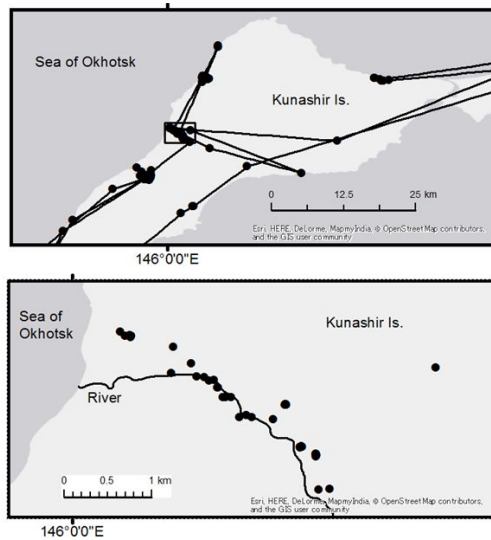 Sea of Okhotsk
Kunashir Is.
0 12.5 25 km
Esri, HERE, DeLorme, MapmyIndia, © OpenStreetMap contributors,
and the GIS user community
146°0'0"E
Sea of
Okhotsk
Kunashir Is.
River
0 0.5 1 km
Esri, HERE, DeLorme, MapmyIndia, © OpenStreetMap contributors,
and the GIS user community
146°0'0"E